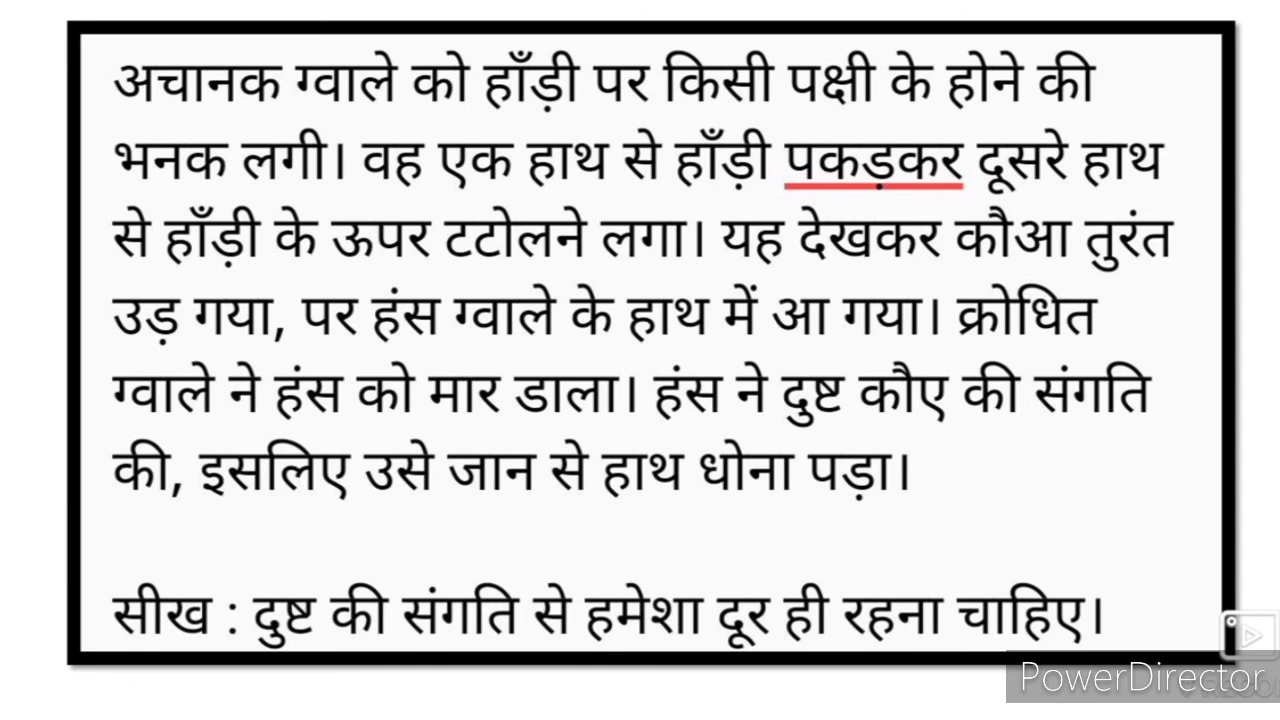 अचानक ग्वाले को हाँड़ी पर किसी पक्षी के होने की
भनक लगी। वह एक हाथ से हाँड़ी पकड़कर दूसरे हाथ
से हाँड़ी के ऊपर टटोलने लगा। यह देखकर कौआ तुरंत
उड़ गया, पर हंस ग्वाले के हाथ में आ गया। क्रोधित
ग्वाले ने हंस को मार डाला। हंस ने दुष्ट कौए की संगति
की, इसलिए उसे जान से हाथ धोना पड़ा।
सीख : दुष्ट की संगति से हमेशा दूर ही रहना चाहिए।
PowerDirector